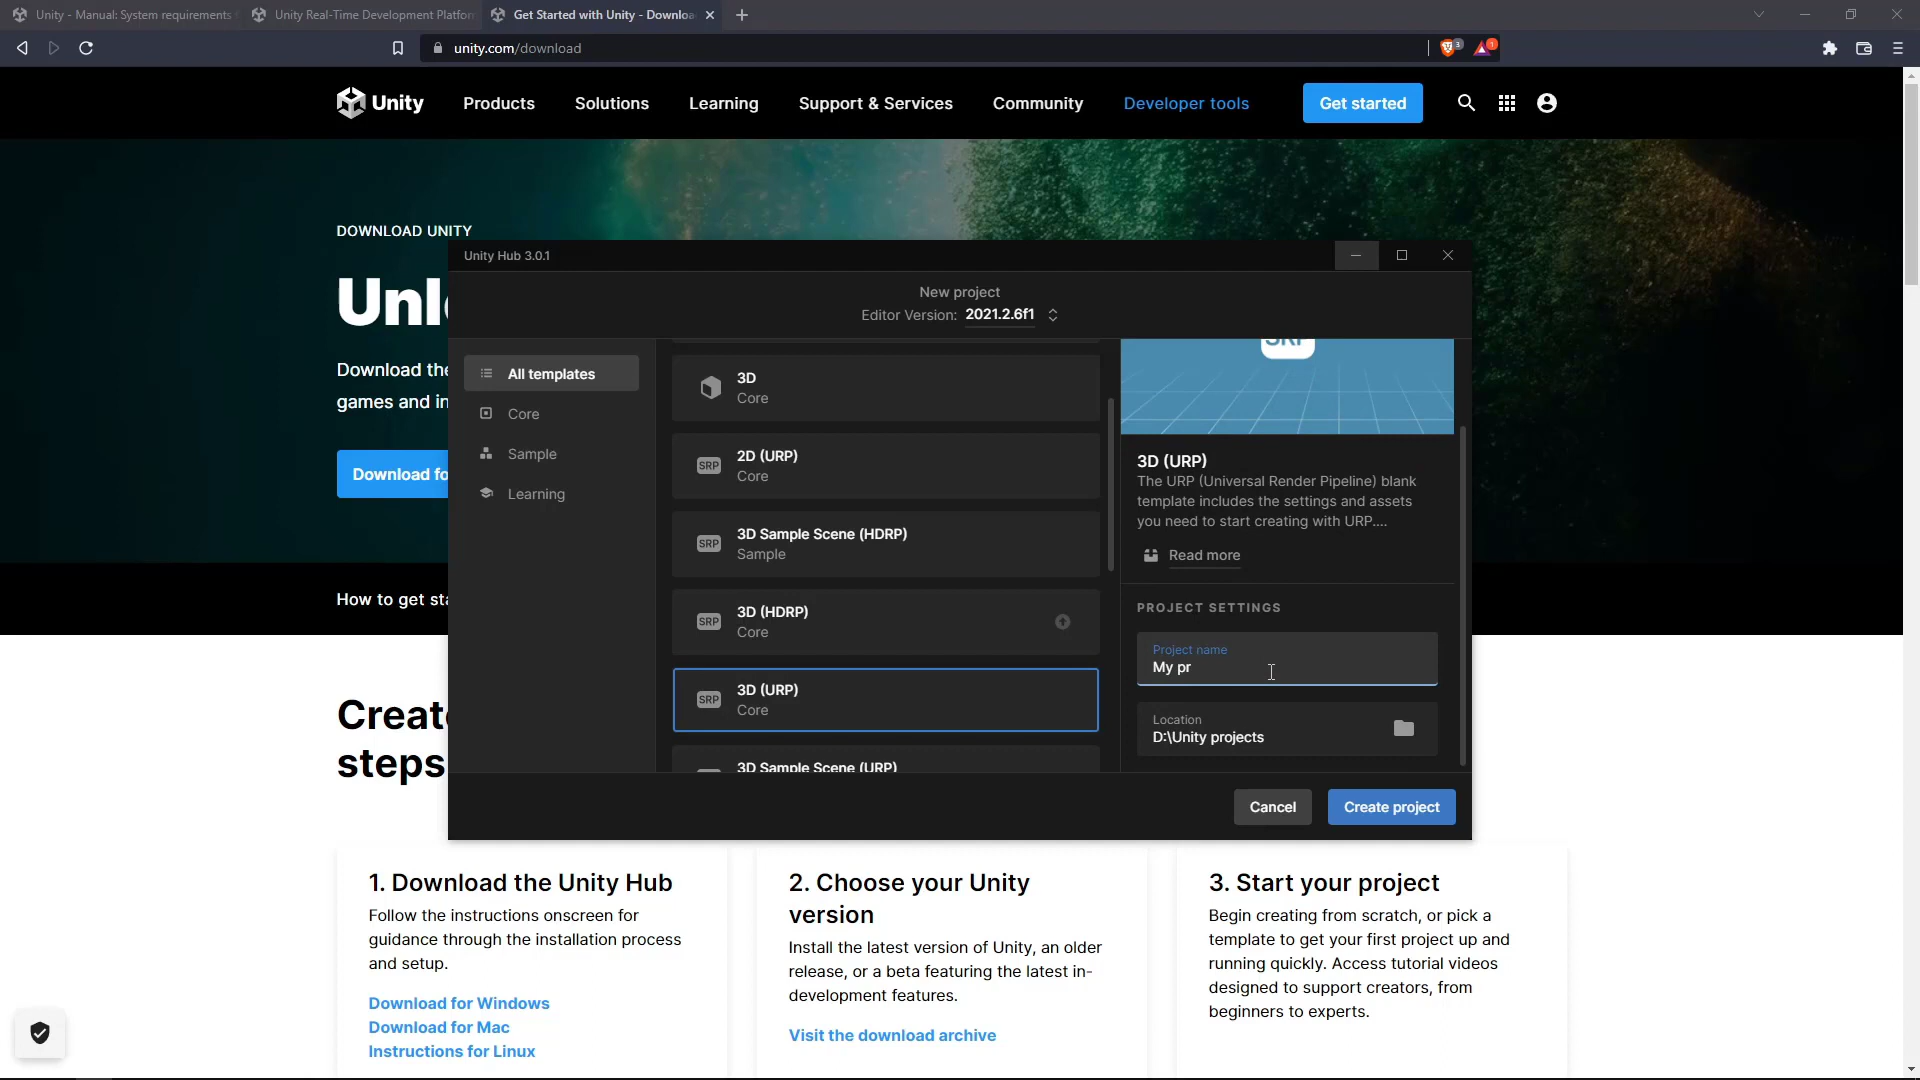 Unity - Manual: System requirements
Unity Real-Time Development Platfor
Get Started with Unity - Downloa
unity.com/download
3
1
Unity
Products
Solutions
Learning
Support & Services
Community
Developer tools
Get started
DOWNLOAD UNITY
Unl
Download the
games and in
Download fo
How to get sta
Unity Hub 3.0.1
New project
Editor Version: 2021.2.6f1
All templates
Core
Sample
Learning
3D
Core
SRP
2D (URP)
Core
SRP
3D Sample Scene (HDRP)
Sample
SRP
3D (HDRP)
Core
SRP
3D (URP)
Core
3D Sample Scene (URP)
SRP
3D (URP)
The URP (Universal Render Pipeline) blank
template includes the settings and assets
you need to start creating with URP....
Read more
PROJECT SETTINGS
Project name
My pr
Location
D:\Unity projects
Cancel
Create project
Creat
steps
1. Download the Unity Hub
Follow the instructions onscreen for
guidance through the installation process
and setup.
Download for Windows
Download for Mac
Instructions for Linux
2. Choose your Unity
version
Install the latest version of Unity, an older
release, or a beta featuring the latest in-
development features.
Visit the download archive
3. Start your project
Begin creating from scratch, or pick a
template to get your first project up and
running quickly. Access tutorial videos
designed to support creators, from
beginners to experts.